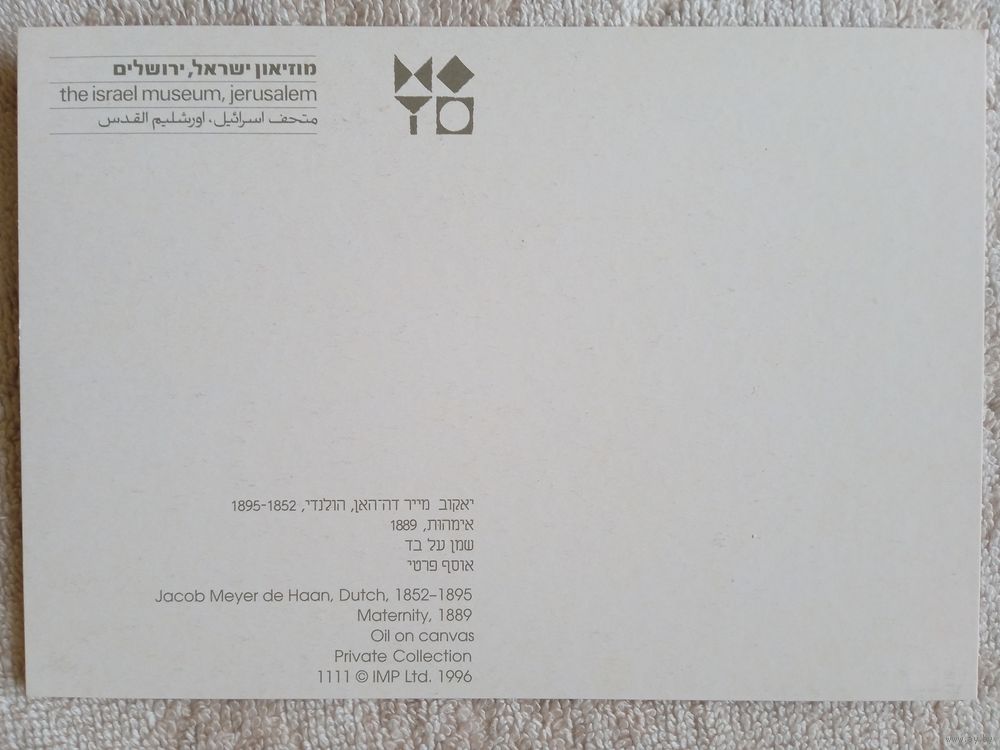 מוזיאון ישראל, ירושלים
the israel museum, jerusalem
متحف اسرائيل، اورشليم القدس
יאקוב מייר דה־האן, הולנדי, 1895-1852
אימהות, 1889
שמן על בד
אוסף פרטי
Jacob Meyer de Haan, Dutch, 1852–1895
Maternity, 1889
Oil on canvas
Private Collection
1111 © IMP Ltd. 1996